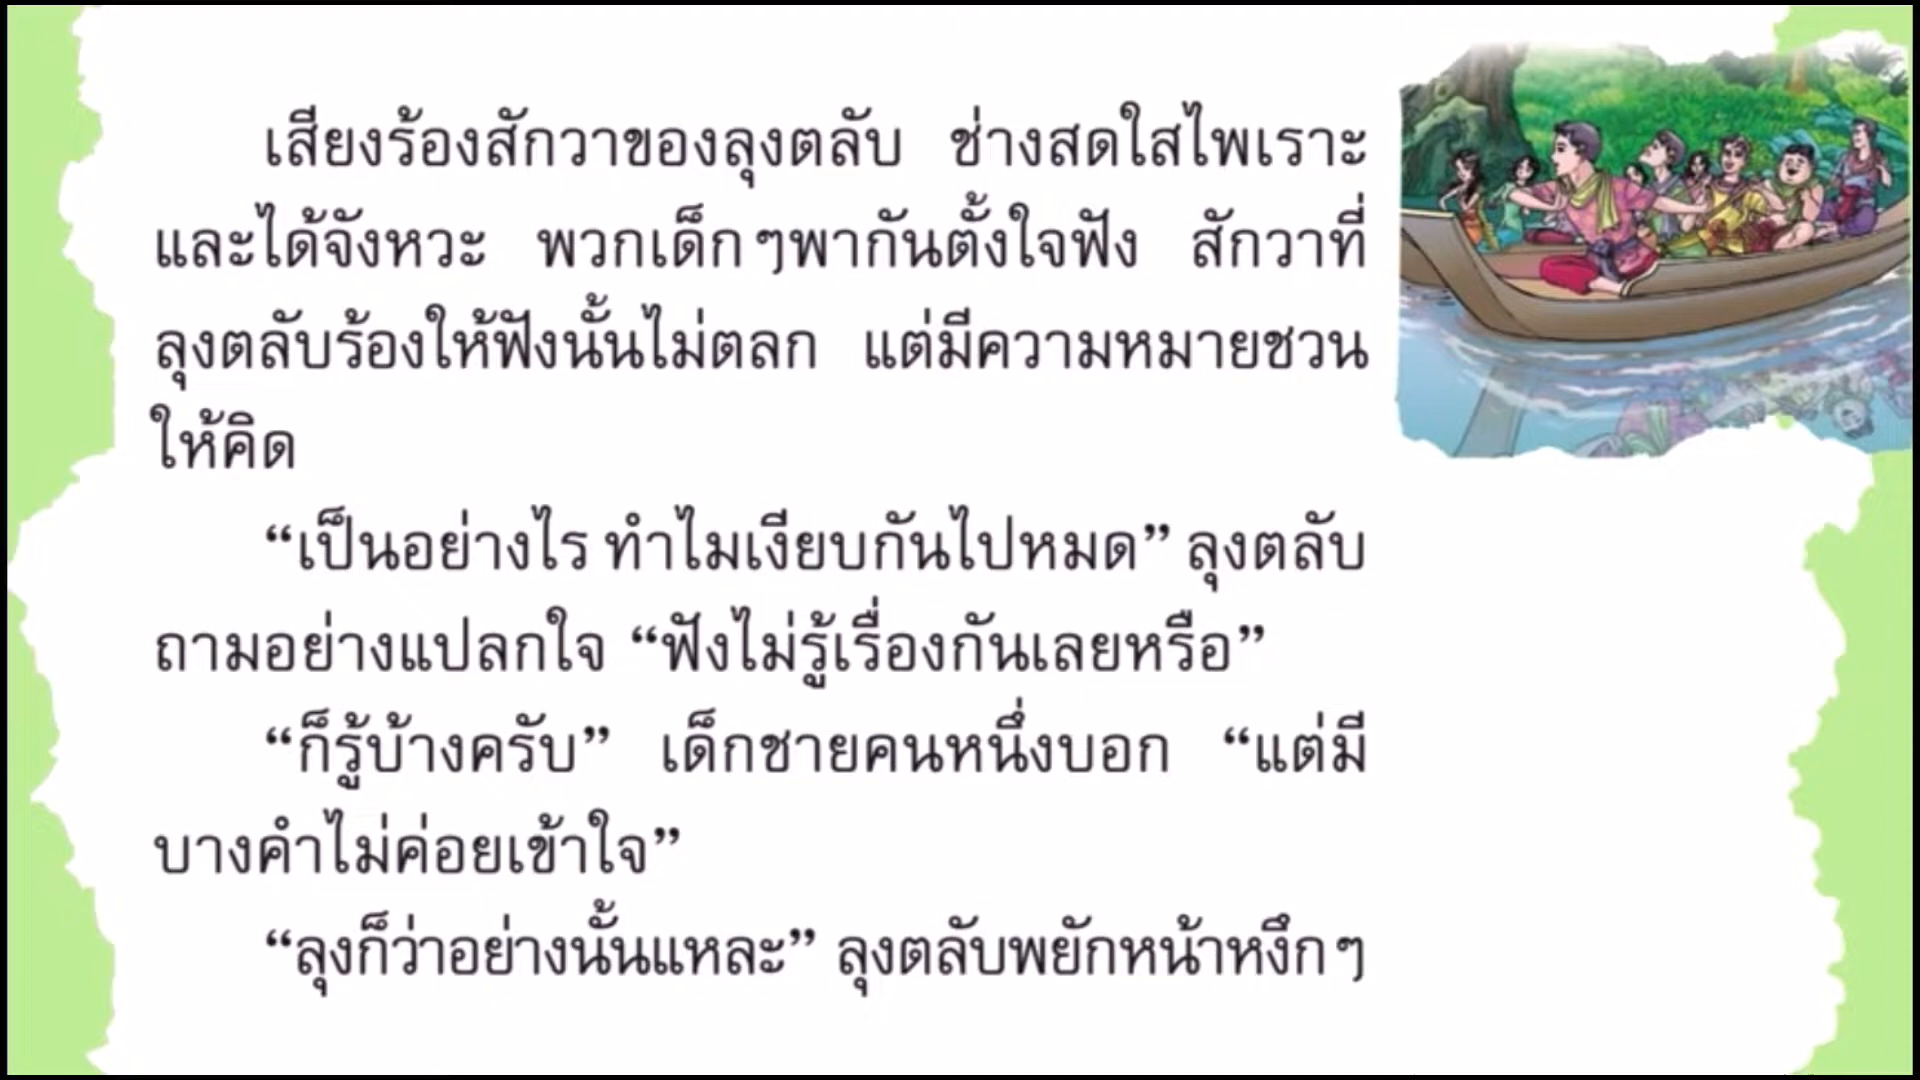 เสียงร้องสักวาของลุงตลับ ช่างสดใสไพเราะ
และได้จังหวะ พวกเด็กๆพากันตั้งใจฟัง สักวาที่
ลุงตลับร้องให้ฟังนั้นไม่ตลก แต่มีความหมายชวน
ให้คิด
“เป็นอย่างไร ทำไมเงียบกันไปหมด” ลุงตลับ
ถามอย่างแปลกใจ “ฟังไม่รู้เรื่องกันเลยหรือ”
“ก็รู้บ้างครับ” เด็กชายคนหนึ่งบอก “แต่มี
บางคำไม่ค่อยเข้าใจ”
“ลุงก็ว่าอย่างนั้นแหละ” ลุงตลับพยักหน้าหงึกๆ